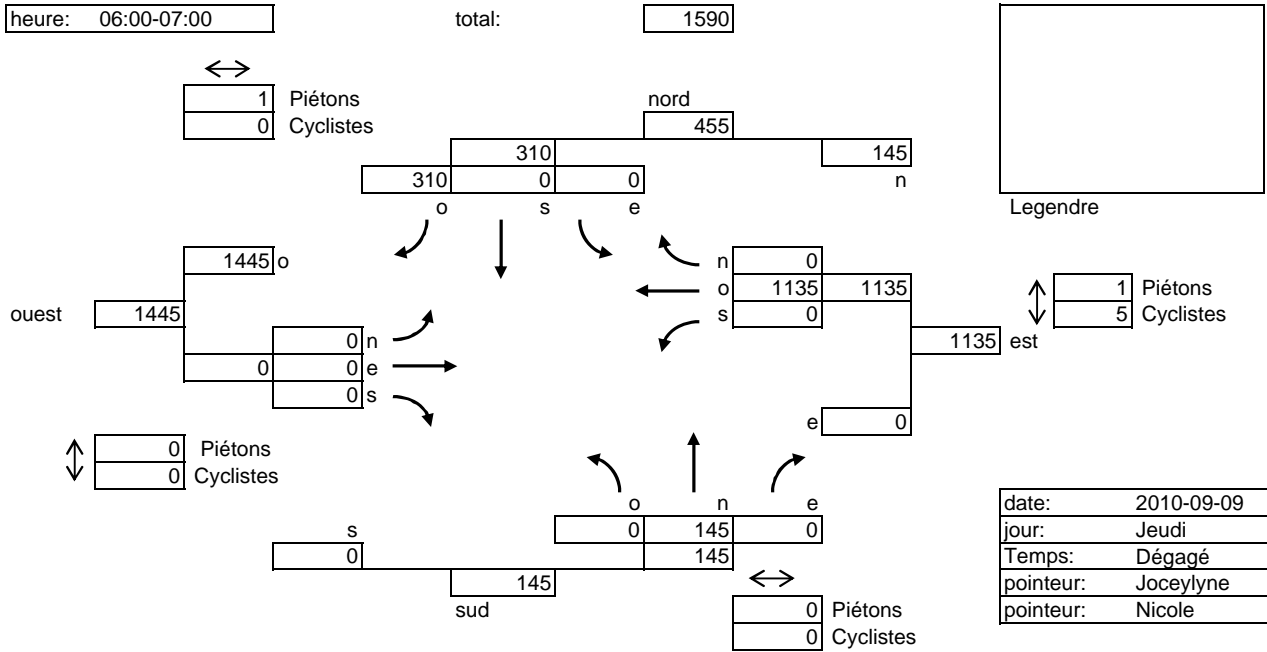 heure: 06:00-07:00 total: 1590
1 Piétons nord
0 Cyclistes 455
310 145
310 0 0 n
o s e Legendre
1445 o n 0
o 1135 1135 1 Piétons
ouest 1445 s 0 5 Cyclistes
0 n 1135 est
0 0 e
0 s
e 0
0 Piétons
0 Cyclistes
o n e date: 2010-09-09
s 0 145 0 jour: Jeudi
0 145 Temps: Dégagé
145 pointeur: Joceylyne
sud 0 Piétons pointeur: Nicole
0 Cyclistes